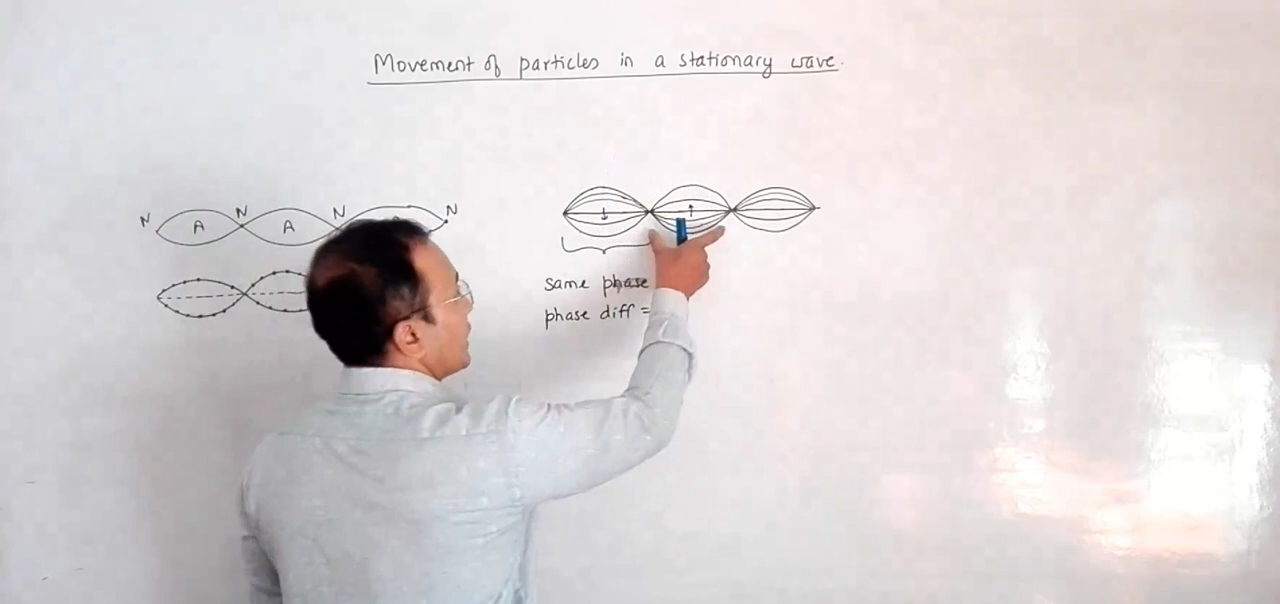 Movement of particles in a stationary wave.
N N N N
A A
same phase
phase diff =